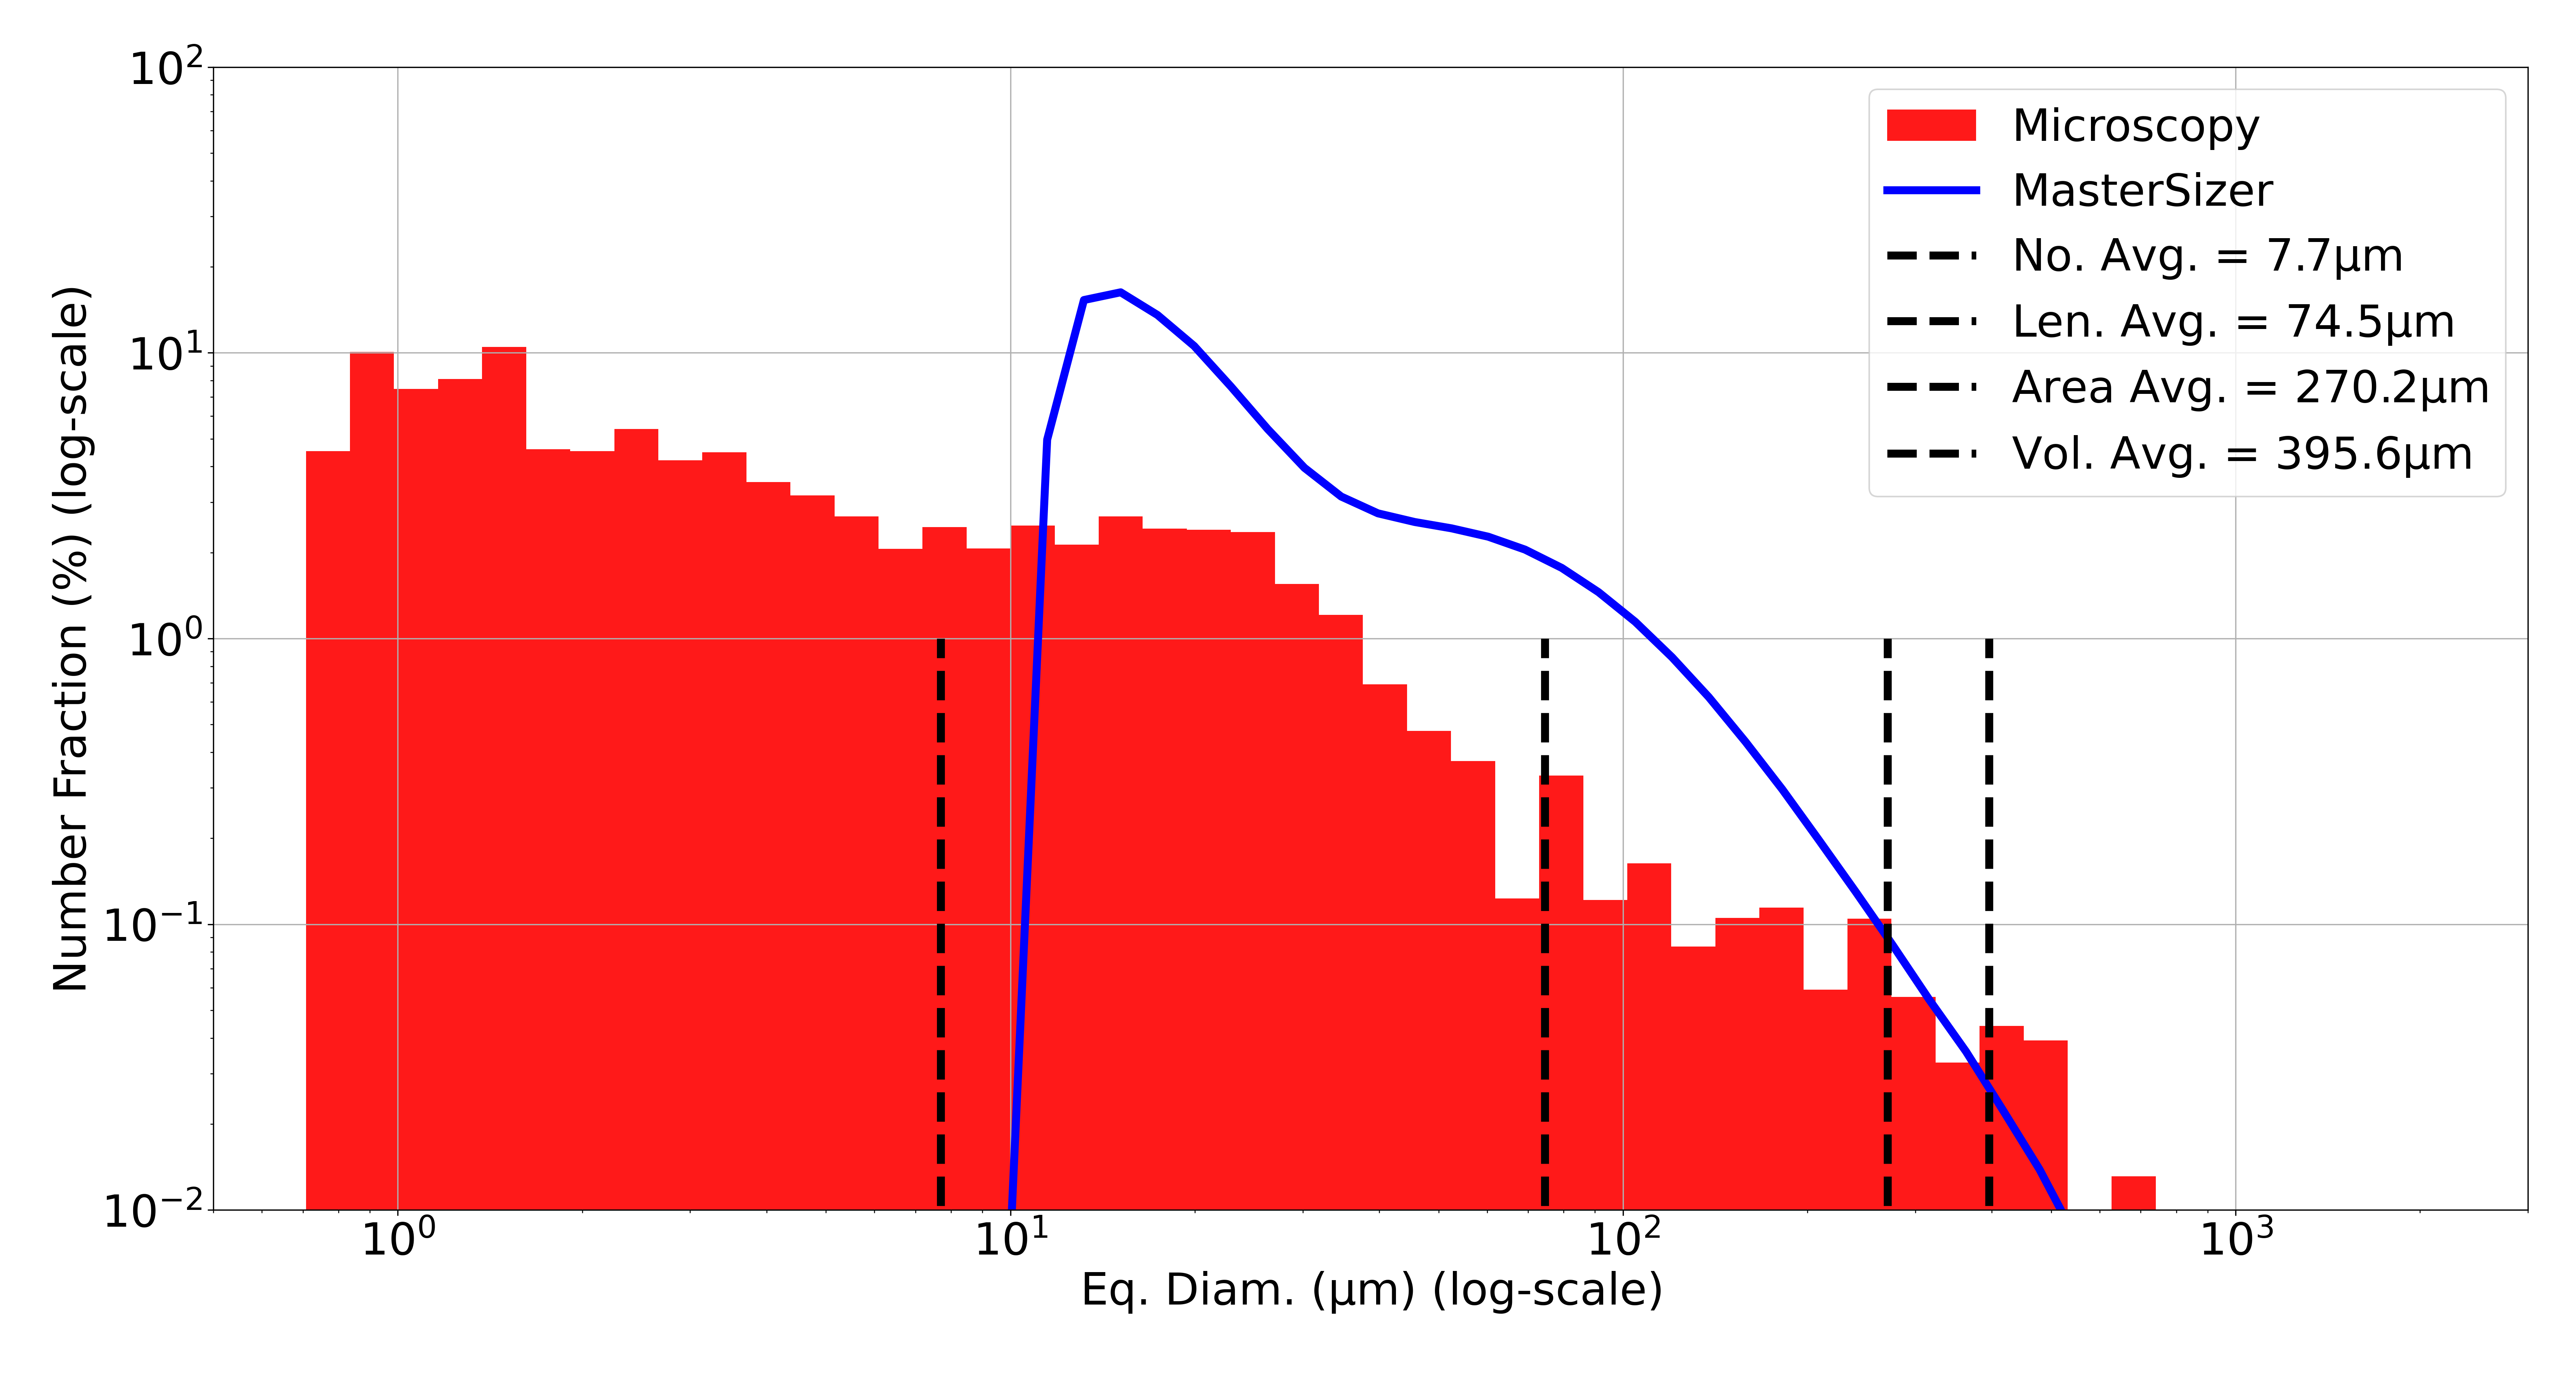 Number Fraction (%) (log-scale)
10²
10¹
10⁰
10⁻¹
10⁻²
Microscopy
MasterSizer
No. Avg. = 7.7µm
Len. Avg. = 74.5µm
Area Avg. = 270.2µm
Vol. Avg. = 395.6µm
10⁰ 10¹ 10² 10³
Eq. Diam. (µm) (log-scale)